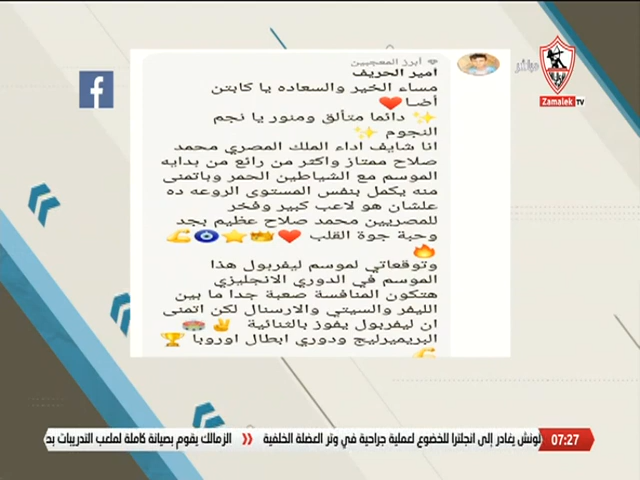 أبرز المعجبين
أمير الحريف
مساء الخير والسعاده يا كابتن
أضا❤️
✨ دائما متألق ومنور يا نجم
النجوم ✨
انا شايف اداء الملك المصري محمد
صلاح ممتاز واكثر من رائع من بدايه
الموسم مع الشياطين الحمر وباتمنى
منه يكمل بنفس المستوى الروعه ده
علشان هو لاعب كبير وفخر
للمصريين محمد صلاح عظيم بجد
وحبة جوة القلب ❤️👑⭐🧿💪
🔥
وتوقعاتي لموسم ليفربول هذا
الموسم في الدوري الانجليزي
هتكون المنافسة صعبة جدا ما بين
الليفر والسيتي والارسنال لكن اتمنى
ان ليفربول يفوز بالثنائية ✌️🏟️
البريميرليج ودوري ابطال اوروبا 🏆
💪
مباشر
Zamalek TV
f
07:27
لونش يغادر إلى انجلترا للخضوع لعملية جراحية في وتر العضلة الخلفية » الزمالك يقوم بصيانة كاملة لملعب التدريبات بد